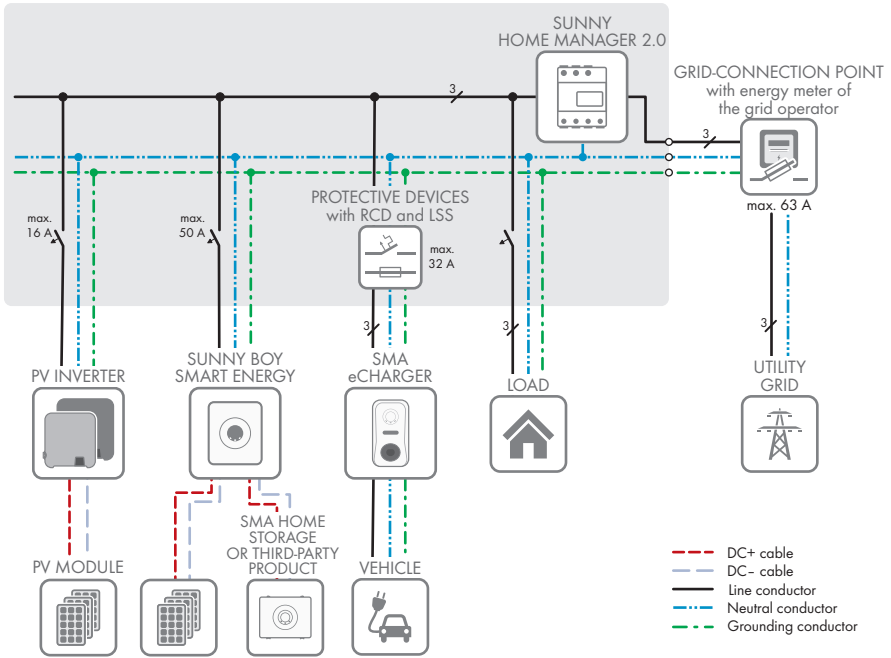 SUNNY
HOME MANAGER 2.0
GRID-CONNECTION POINT
with energy meter of
the grid operator
3
3
PROTECTIVE DEVICES
with RCD and LSS
max. 63 A
max.
16 A
max.
50 A
max.
32 A
3
3
3
PV INVERTER
SUNNY BOY
SMART ENERGY
SMA
eCHARGER
LOAD
UTILITY
GRID
SMA HOME
STORAGE
OR THIRD-PARTY
PRODUCT
PV MODULE
VEHICLE
DC+ cable
DC– cable
Line conductor
Neutral conductor
Grounding conductor